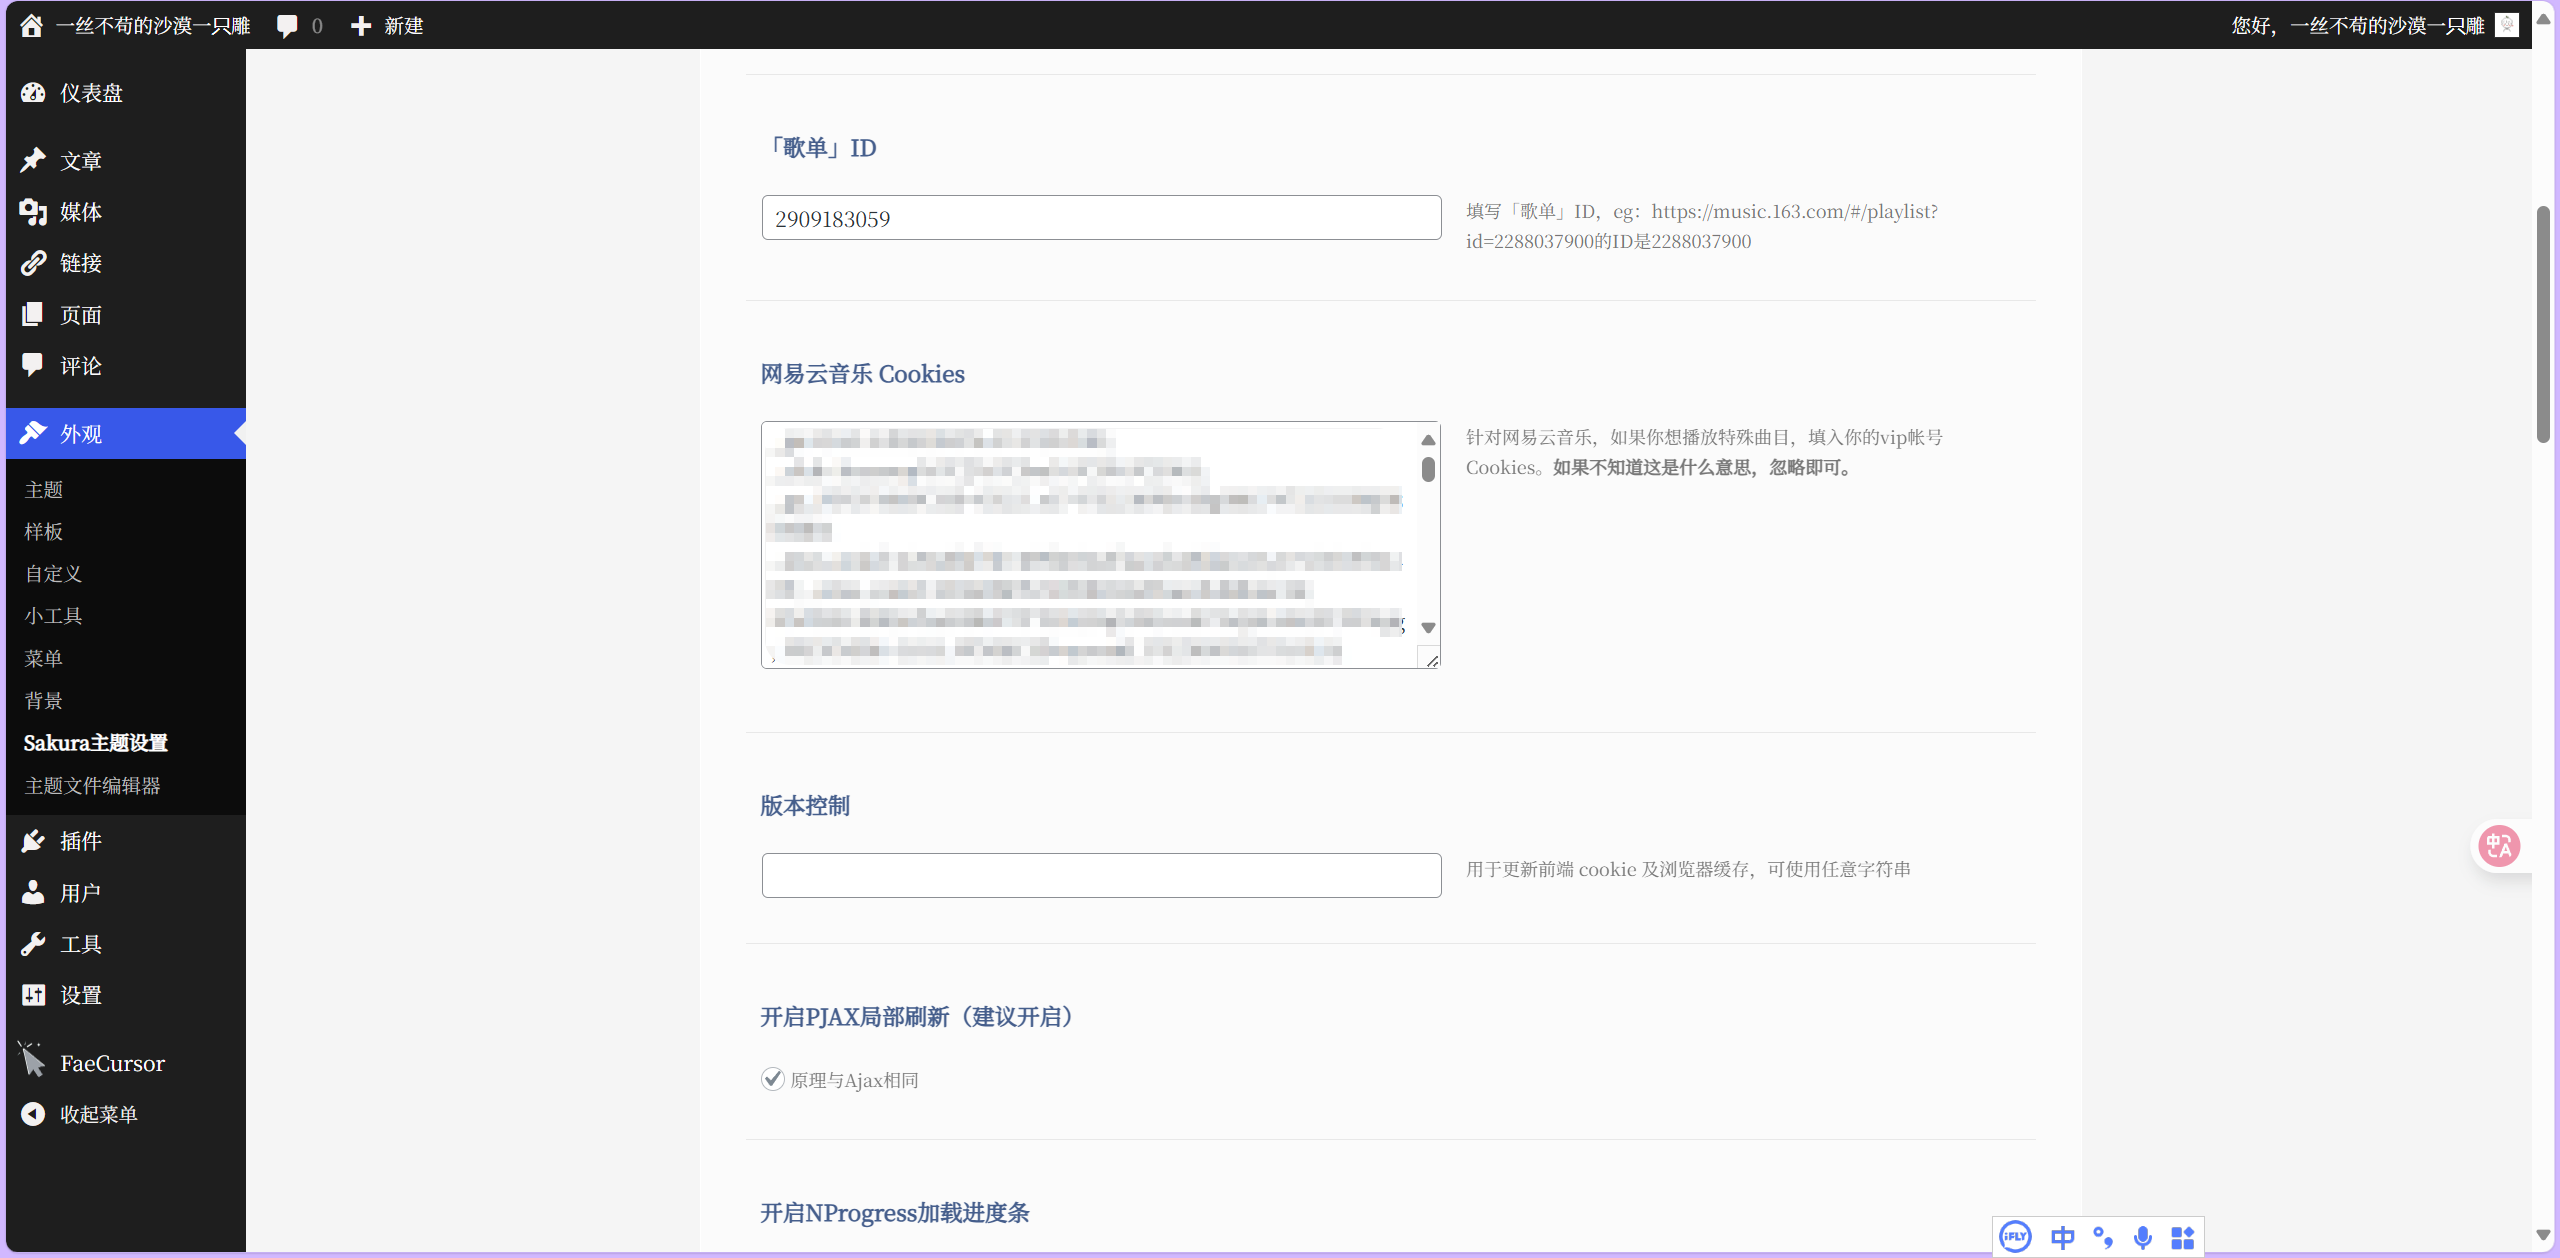 一丝不苟的沙漠一只雕 0 新建 您好，一丝不苟的沙漠一只雕
仪表盘
文章
媒体
链接
页面
评论
外观
主题
样板
自定义
小工具
菜单
背景
Sakura主题设置
主题文件编辑器
插件
用户
工具
设置
FaeCursor
收起菜单
「歌单」ID
2909183059
填写「歌单」ID，eg：https://music.163.com/#/playlist?
id=2288037900的ID是2288037900
网易云音乐 Cookies
针对网易云音乐，如果你想播放特殊曲目，填入你的vip帐号
Cookies。如果不知道这是什么意思，忽略即可。
版本控制
用于更新前端 cookie 及浏览器缓存，可使用任意字符串
开启PJAX局部刷新（建议开启）
原理与Ajax相同
开启NProgress加载进度条
iFLY 中